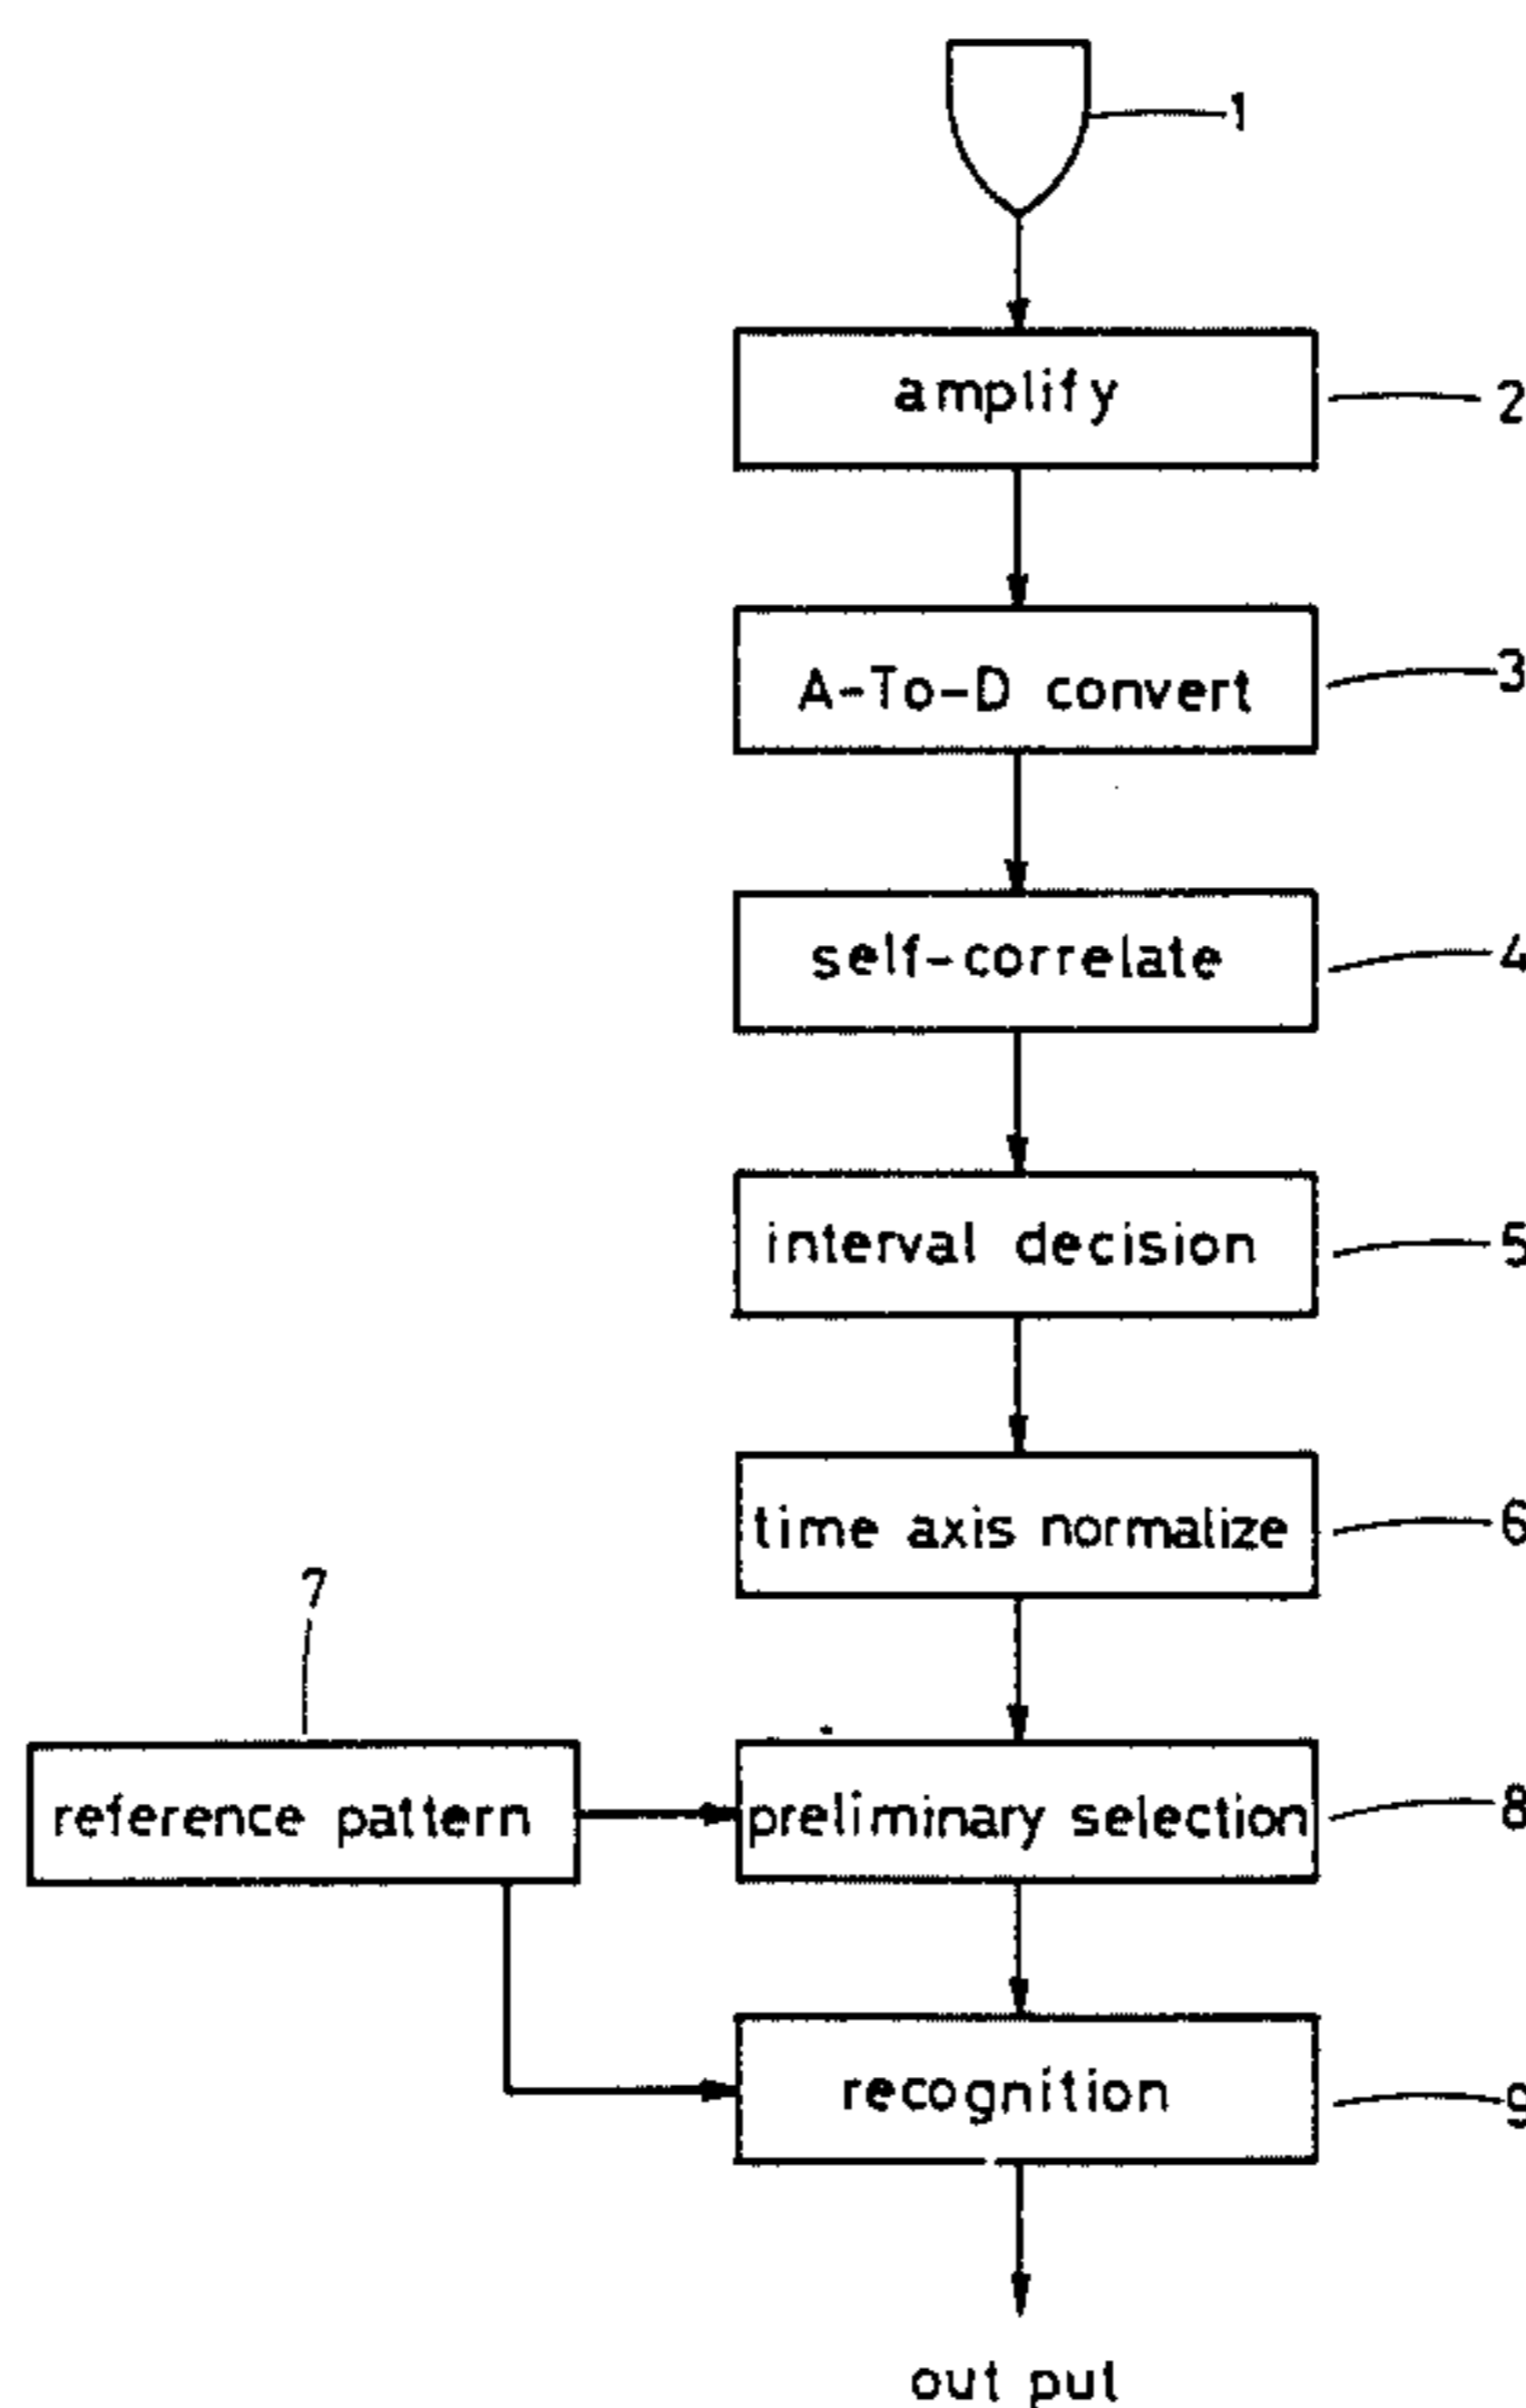 1
amplify
2
A-To-D convert
3
self-correlate
4
interval decision
5
time axis normalize
6
7
reference pattern
preliminary selection
8
recognition
9
out put